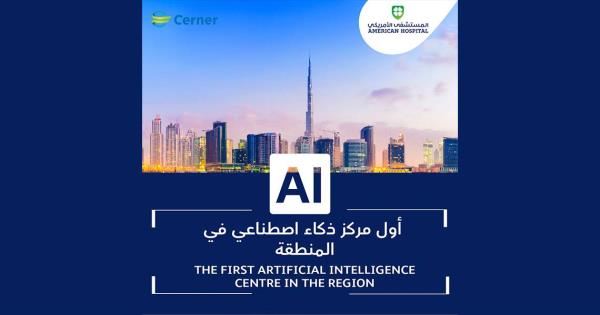 Cerner
المستشفى الأمريكي
AMERICAN HOSPITAL
AI
أول مركز ذكاء اصطناعي في
المنطقة
THE FIRST ARTIFICIAL INTELLIGENCE
CENTRE IN THE REGION